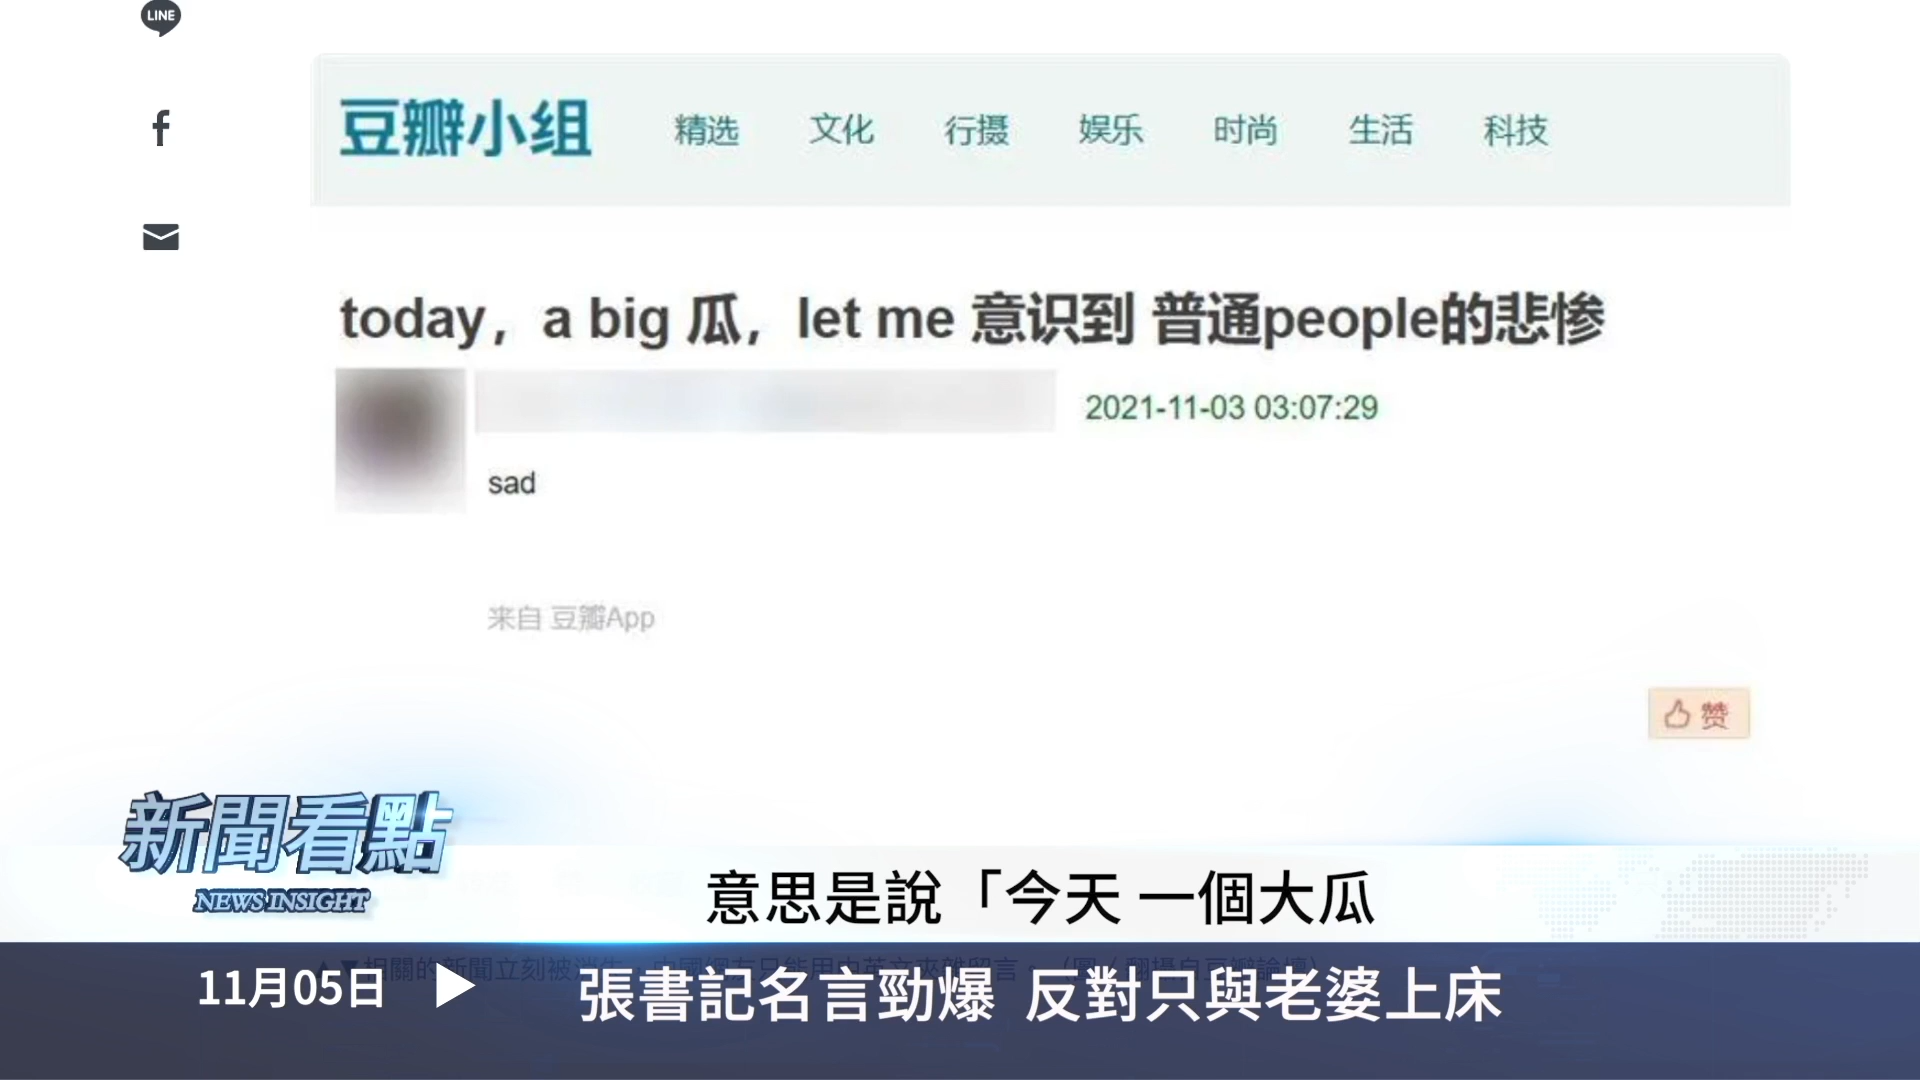 LINE
豆瓣小组 精选 文化 行摄 娱乐 时尚 生活 科技
today，a big 瓜，let me 意识到 普通people的悲惨
2021-11-03 03:07:29
sad
来自 豆瓣App
赞
新聞看點
NEWS INSIGHT
意思是說「今天 一個大瓜
11月05日
張書記名言勁爆 反對只與老婆上床